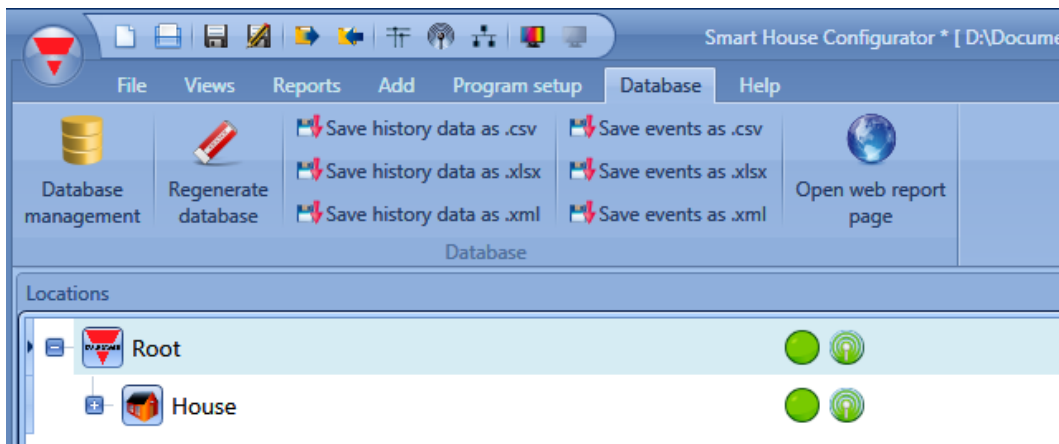 Smart House Configurator * [ D:\Docume
File Views Reports Add Program setup Database Help
Database management
Regenerate database
Save history data as .csv
Save history data as .xlsx
Save history data as .xml
Save events as .csv
Save events as .xlsx
Save events as .xml
Open web report page
Database
Locations
Root
House